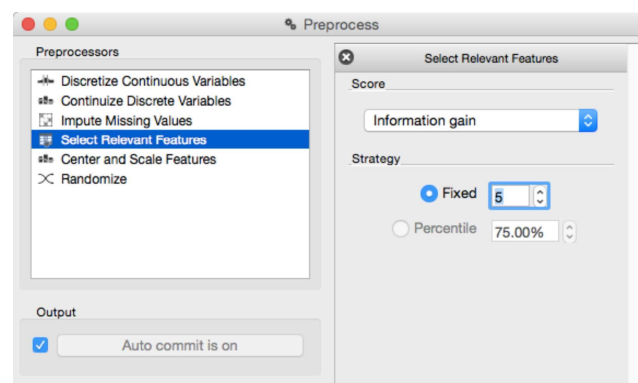 Preprocess
Preprocessors
Discretize Continuous Variables
Continuize Discrete Variables
Impute Missing Values
Select Relevant Features
Center and Scale Features
Randomize
Output
Auto commit is on
Select Relevant Features
Score
Information gain
Strategy
Fixed 5
Percentile 75.00%